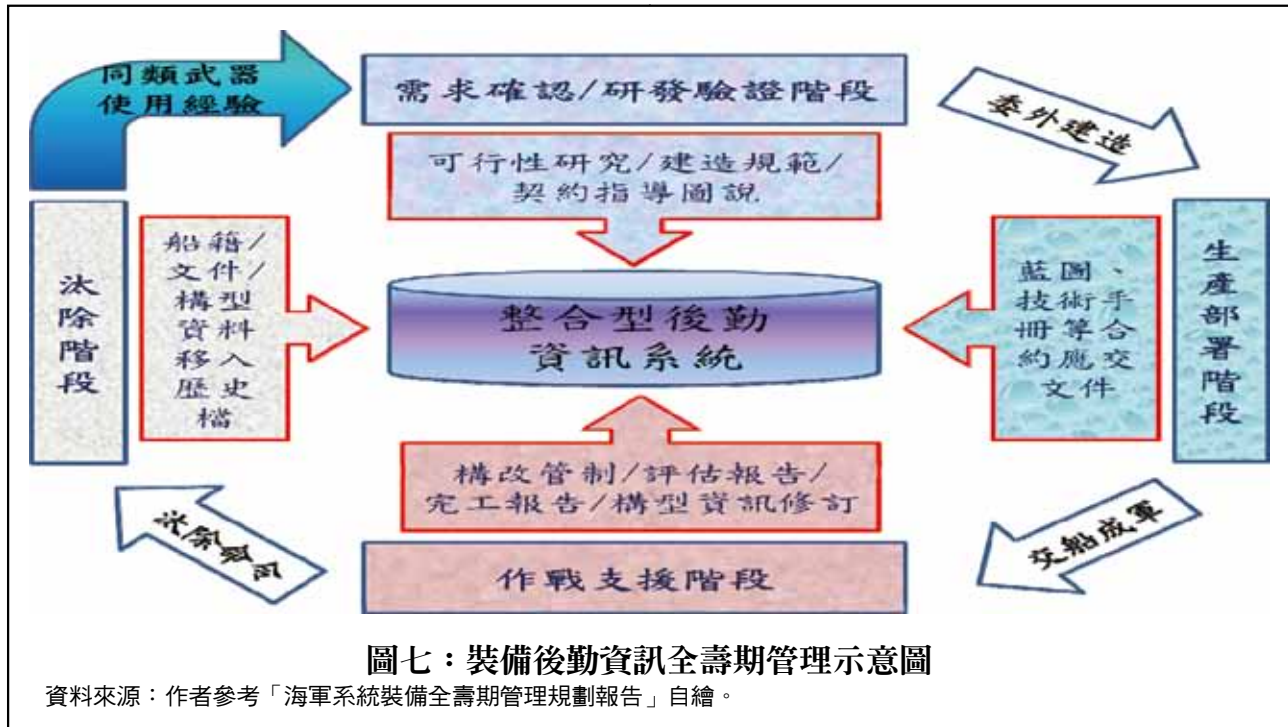 同類武器
使用經驗
需求確認/研發驗證階段
委外建造
可行性研究/建造規範/
契約指導圖說
汰除階段
船籍/
文件/
構型
資料
移入
歷史
檔
整合型後勤
資訊系統
藍圖、
技術手
冊等合
約應交
文件
生產部署階段
構改管制/評估報告/
完工報告/構型資訊修訂
汰除命令
作戰支援階段
交船成軍
圖七：裝備後勤資訊全壽期管理示意圖
資料來源：作者參考「海軍系統裝備全壽期管理規劃報告」自繪。